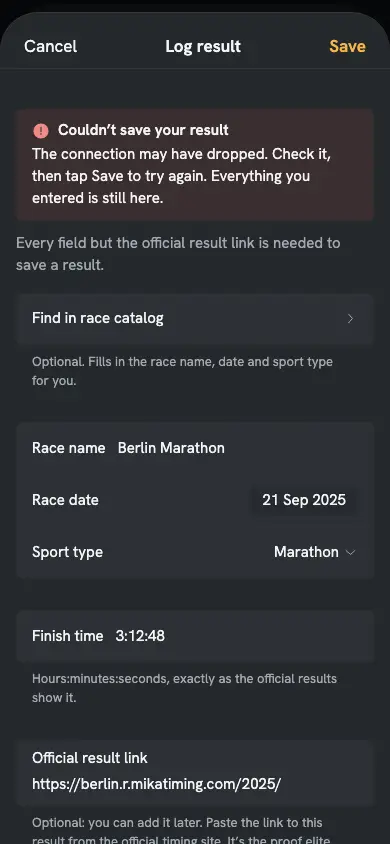 Cancel
Log result
Save
Couldn’t save your result
The connection may have dropped. Check it,
then tap Save to try again. Everything you
entered is still here.
Every field but the official result link is needed to
save a result.
Find in race catalog
Optional. Fills in the race name, date and sport type
for you.
Race name Berlin Marathon
Race date 21 Sep 2025
Sport type Marathon
Finish time 3:12:48
Hours:minutes:seconds, exactly as the official results
show it.
Official result link
https://berlin.r.mikatiming.com/2025/
Optional: you can add it later. Paste the link to this
result from the official timing site. It’s the proof elite